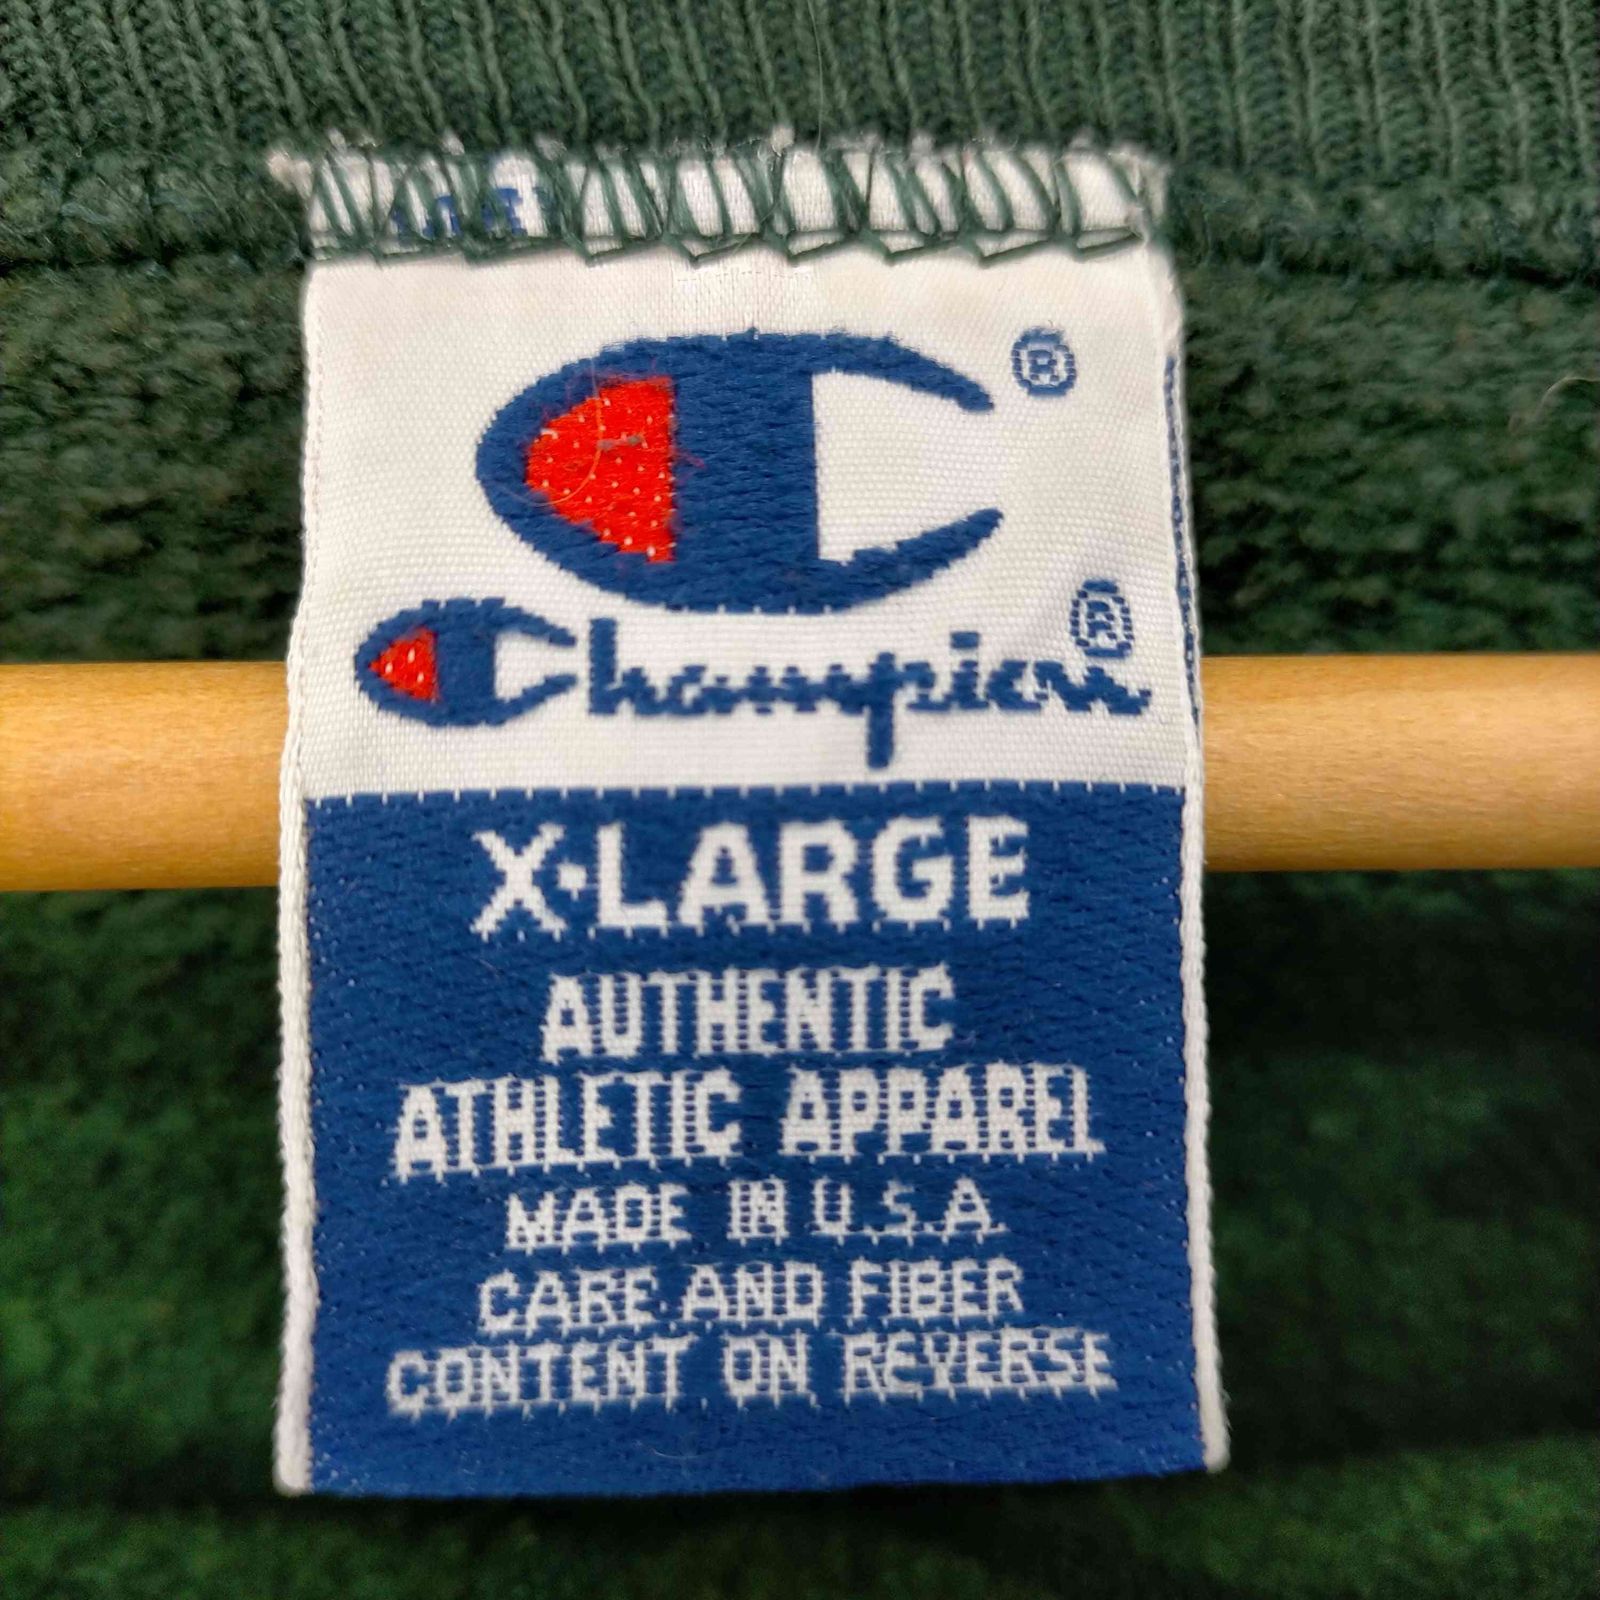 ®
Champion®
X-LARGE
AUTHENTIC
ATHLETIC APPAREL
MADE IN U.S.A.
CARE AND FIBER
CONTENT ON REVERSE